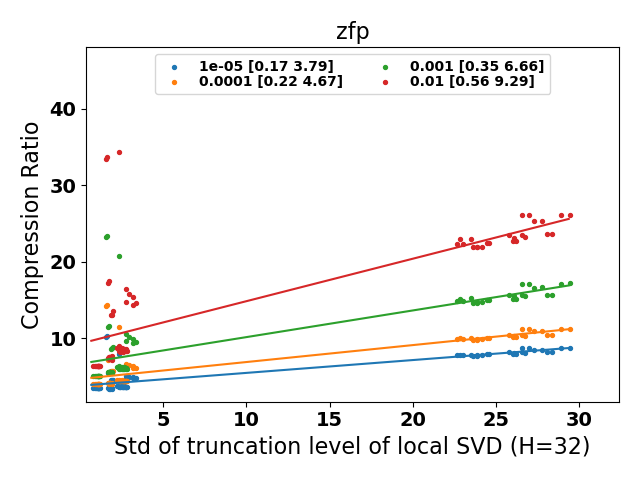 zfp
1e-05 [0.17 3.79]
0.0001 [0.22 4.67]
0.001 [0.35 6.66]
0.01 [0.56 9.29]
Compression Ratio
40
30
20
10
5
10
15
20
25
30
Std of truncation level of local SVD (H=32)